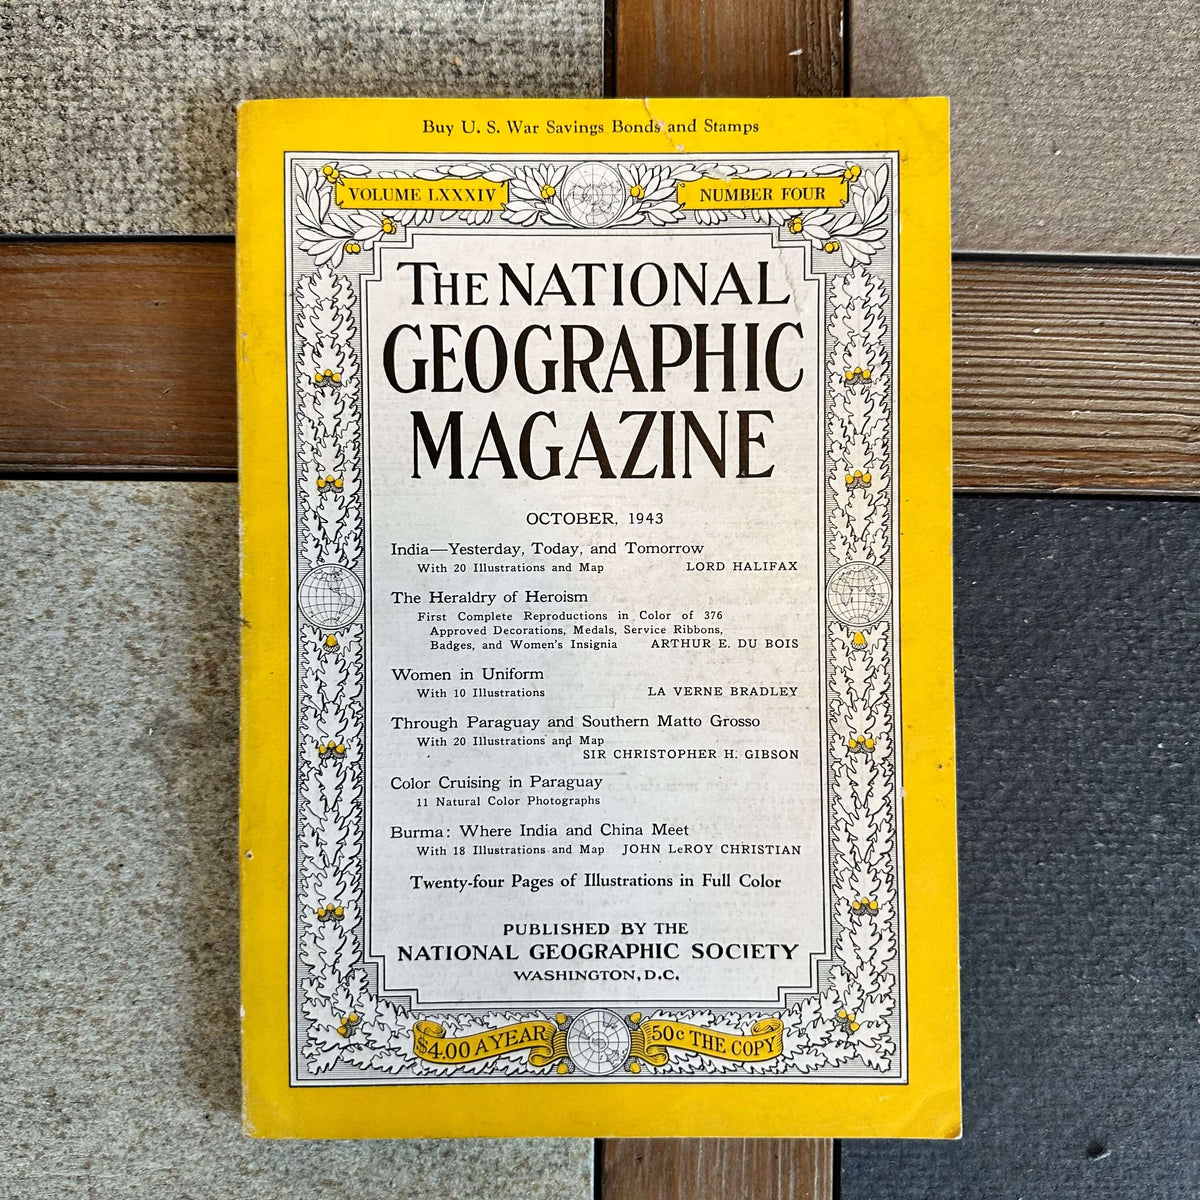 Buy U. S. War Savings Bonds and Stamps
VOLUME LXXXIV NUMBER FOUR
THE NATIONAL
GEOGRAPHIC
MAGAZINE
OCTOBER, 1943
India—Yesterday, Today, and Tomorrow
With 20 Illustrations and Map LORD HALIFAX
The Heraldry of Heroism
First Complete Reproductions in Color of 376
Approved Decorations, Medals, Service Ribbons,
Badges, and Women's Insignia ARTHUR E. DU BOIS
Women in Uniform
With 10 Illustrations LA VERNE BRADLEY
Through Paraguay and Southern Matto Grosso
With 20 Illustrations and Map
SIR CHRISTOPHER H. GIBSON
Color Cruising in Paraguay
11 Natural Color Photographs
Burma: Where India and China Meet
With 18 Illustrations and Map JOHN LeROY CHRISTIAN
Twenty-four Pages of Illustrations in Full Color
PUBLISHED BY THE
NATIONAL GEOGRAPHIC SOCIETY
WASHINGTON, D.C.
$4.00 A YEAR 50c THE COPY